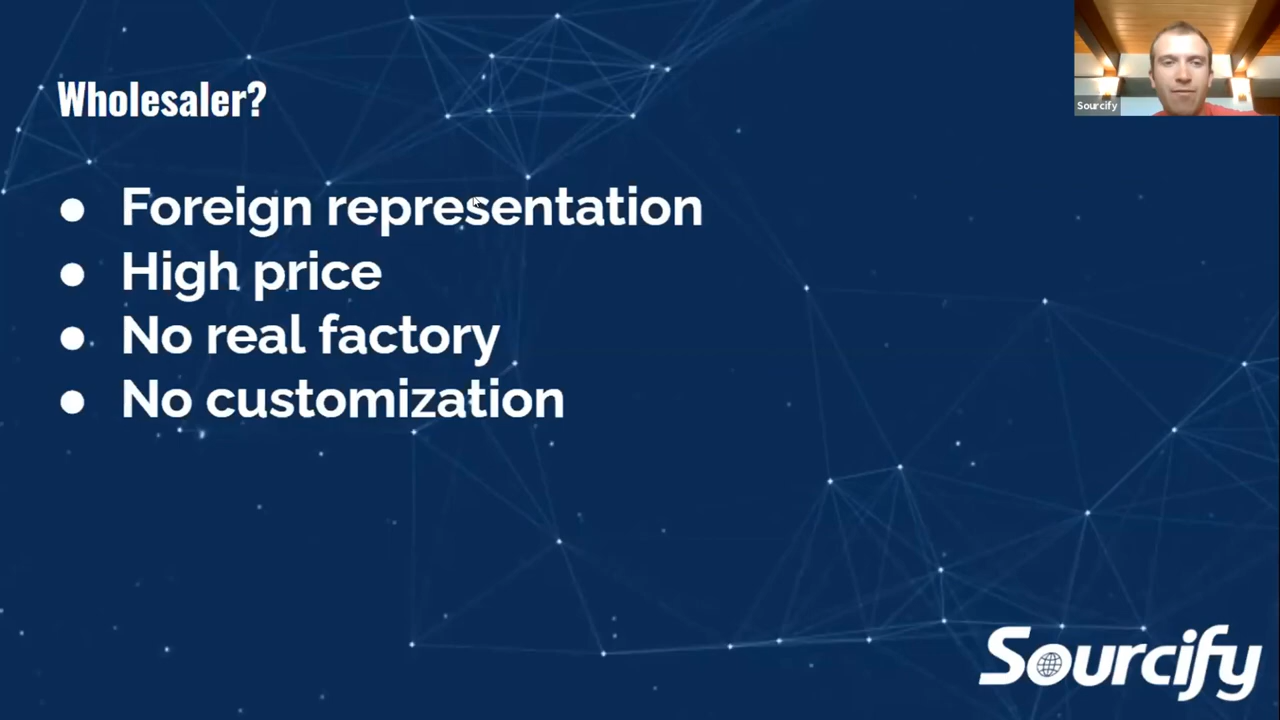 Wholesaler?
Sourcify
● Foreign representation
● High price
● No real factory
● No customization
Sourcify